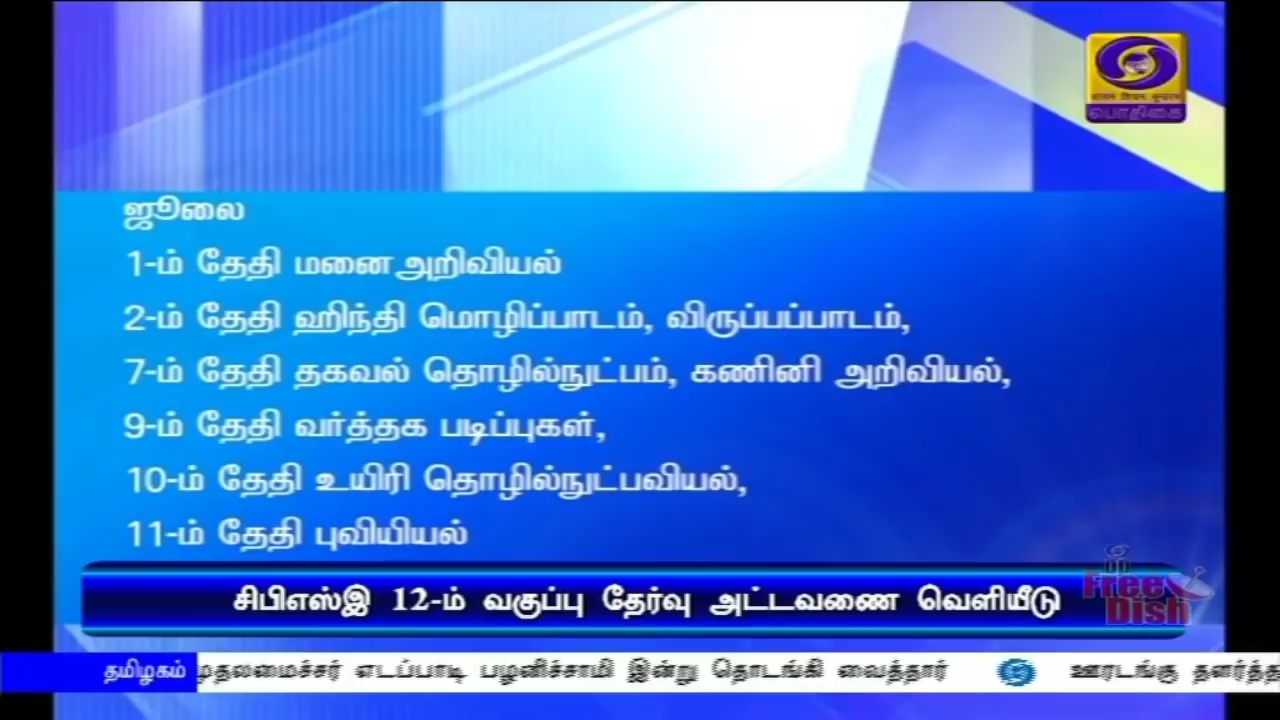 பொதிகை
ஜூலை
1-ம் தேதி மனைஅறிவியல்
2-ம் தேதி ஹிந்தி மொழிப்பாடம், விருப்பப்பாடம்,
7-ம் தேதி தகவல் தொழில்நுட்பம், கணினி அறிவியல்,
9-ம் தேதி வர்த்தக படிப்புகள்,
10-ம் தேதி உயிரி தொழில்நுட்பவியல்,
11-ம் தேதி புவியியல்
சிபிஎஸ்இ 12-ம் வகுப்பு தேர்வு அட்டவணை வெளியீடு
Free Dish
தமிழகம் முதலமைச்சர் எடப்பாடி பழனிச்சாமி இன்று தொடங்கி வைத்தார் ஊரடங்கு